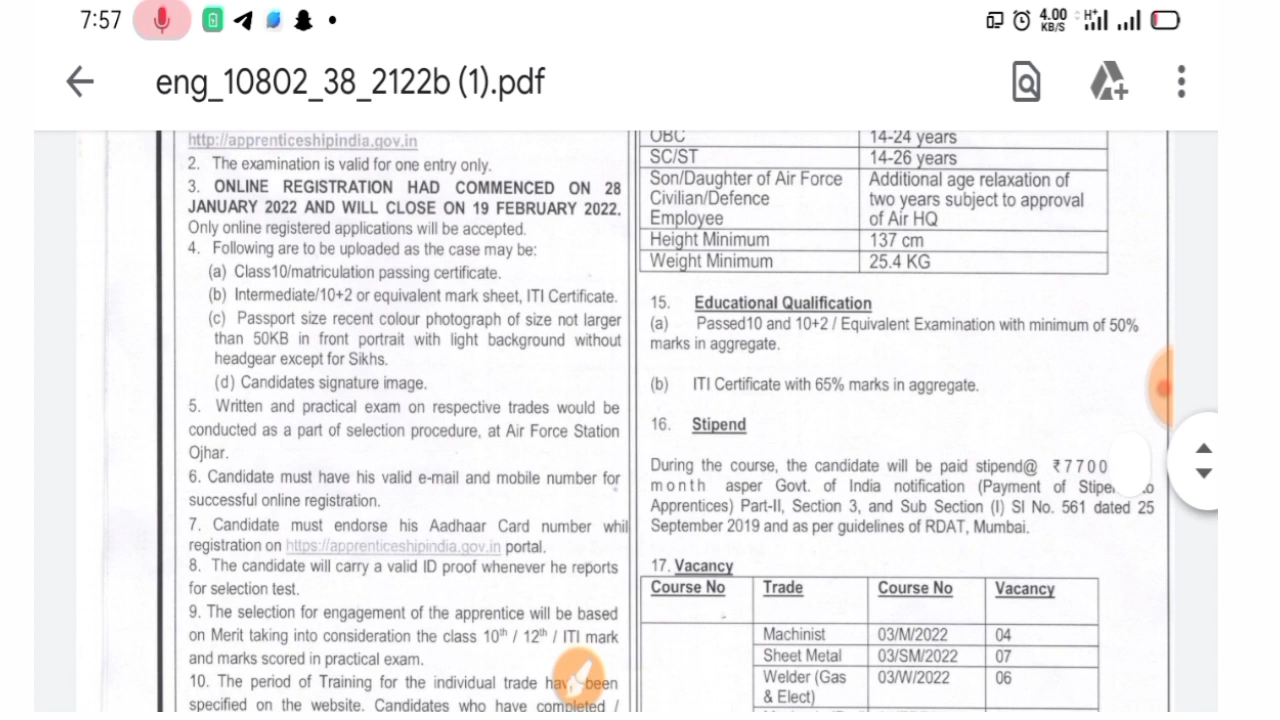 7:57
4.00
KB/S
H+
eng_10802_38_2122b (1).pdf
http://apprenticeshipindia.gov.in
2. The examination is valid for one entry only.
3. ONLINE REGISTRATION HAD COMMENCED ON 28
JANUARY 2022 AND WILL CLOSE ON 19 FEBRUARY 2022.
Only online registered applications will be accepted.
4. Following are to be uploaded as the case may be:
(a) Class10/matriculation passing certificate.
(b) Intermediate/10+2 or equivalent mark sheet, ITI Certificate.
(c) Passport size recent colour photograph of size not larger
than 50KB in front portrait with light background without
headgear except for Sikhs.
(d) Candidates signature image.
5. Written and practical exam on respective trades would be
conducted as a part of selection procedure, at Air Force Station
Ojhar.
6. Candidate must have his valid e-mail and mobile number for
successful online registration.
7. Candidate must endorse his Aadhaar Card number whil
registration on https://apprenticeshipindia.gov.in portal.
8. The candidate will carry a valid ID proof whenever he reports
for selection test.
9. The selection for engagement of the apprentice will be based
on Merit taking into consideration the class 10th / 12th / ITI mark
and marks scored in practical exam.
10. The period of Training for the individual trade been
specified on the website. Candidates who have completed /
OBC 14-24 years
SC/ST 14-26 years
Son/Daughter of Air Force Additional age relaxation of
Civilian/Defence two years subject to approval
Employee of Air HQ
Height Minimum 137 cm
Weight Minimum 25.4 KG
15. Educational Qualification
(a) Passed10 and 10+2 / Equivalent Examination with minimum of 50%
marks in aggregate.
(b) ITI Certificate with 65% marks in aggregate.
16. Stipend
During the course, the candidate will be paid stipend@ ₹7700
month asper Govt. of India notification (Payment of
Apprentices) Part-II, Section 3, and Sub Section (I) SI No. 561 dated 25
September 2019 and as per guidelines of RDAT, Mumbai.
17. Vacancy
Course No Trade Course No Vacancy
Machinist 03/M/2022 04
Sheet Metal 03/SM/2022 07
Welder (Gas 03/W/2022 06
& Elect)